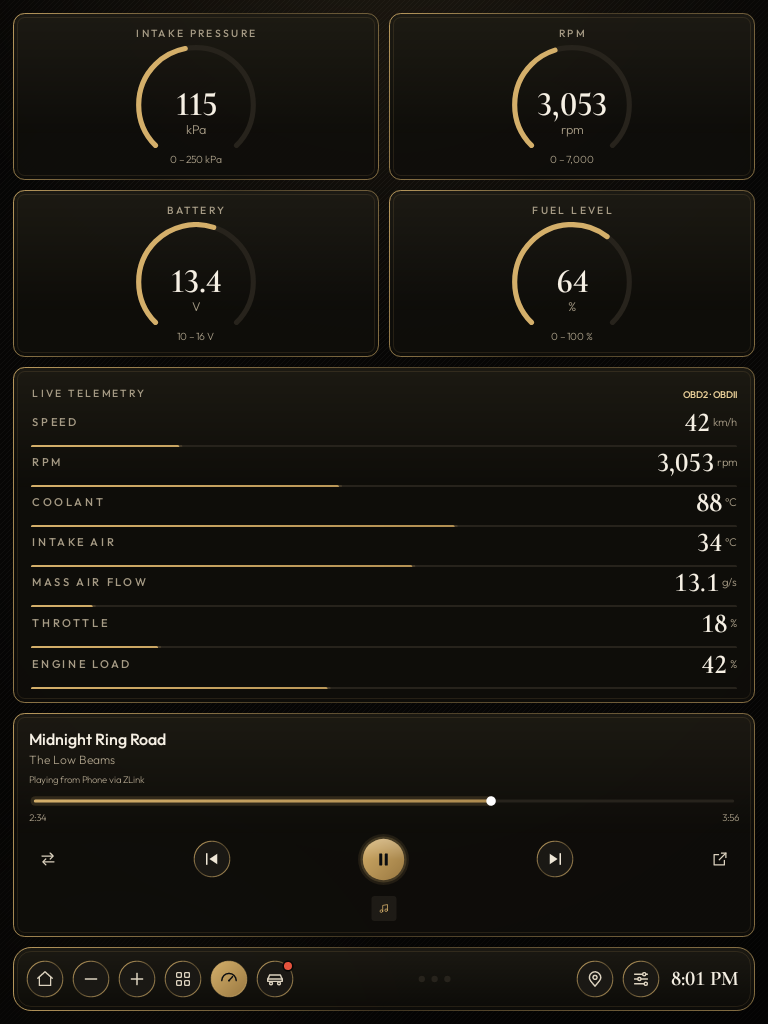 INTAKE PRESSURE
115
kPa
0 – 250 kPa
RPM
3,053
rpm
0 – 7,000
BATTERY
13.4
V
10 – 16 V
FUEL LEVEL
64
%
0 – 100 %
LIVE TELEMETRY OBD2 · OBDII
SPEED 42 km/h
RPM 3,053 rpm
COOLANT 88 °C
INTAKE AIR 34 °C
MASS AIR FLOW 13.1 g/s
THROTTLE 18 %
ENGINE LOAD 42 %
Midnight Ring Road
The Low Beams
Playing from Phone via ZLink
2:34 3:56
8:01 PM